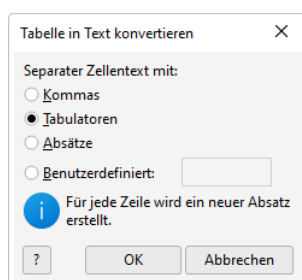 Tabelle in Text konvertieren
Separater Zellentext mit:
Kommas
Tabulatoren
Absätze
Benutzerdefiniert:
Für jede Zeile wird ein neuer Absatz
erstellt.
? OK Abbrechen